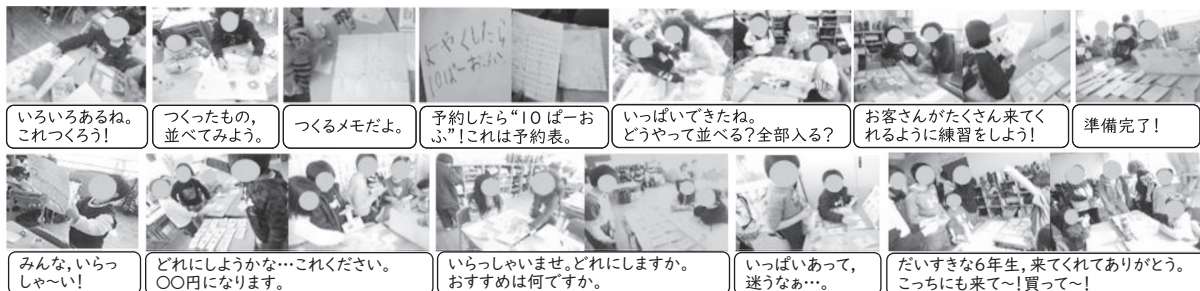 よやくしたら
10ぱーおふ
いろいろあるね。
これつくろう!
つくったもの,
並べてみよう。
つくるメモだよ。
予約したら“10 ぱーお
ふ”!これは予約表。
いっぱいできたね。
どうやって並べる?全部入る?
お客さんがたくさん来てく
れるように練習をしよう!
準備完了!
みんな,いらっ
しゃ〜い!
どれにしようかな…これください。
○○円になります。
いらっしゃいませ。どれにしますか。
おすすめは何ですか。
いっぱいあって,
迷うなぁ…。
だいすきな6年生,来てくれてありがとう。
こっちにも来て〜!買って〜!